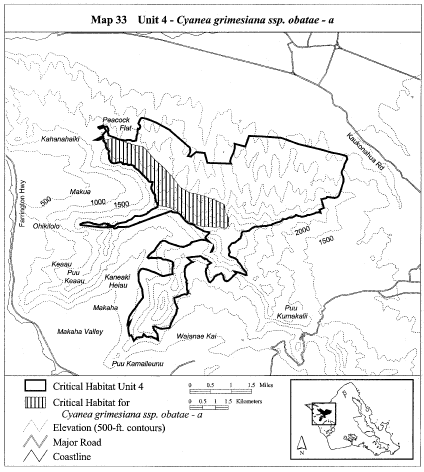 Map 33 Unit 4 - Cyanea grimesiana ssp. obatae - a
Peacock
Flat
Kahanahaiki
Kaukonahua Rd
Makua
500
1000
1500
Farrington Hwy
Ohikilolo
2000
1500
Keaau
Puu
Keaau
Kaneaki
Heiau
Makaha
Puu
Kumakalii
Makaha Valley
Waianae Kai
Puu Kamaileunu
Critical Habitat Unit 4
Critical Habitat for
Cyanea grimesiana ssp. obatae - a
Elevation (500-ft. contours)
Major Road
Coastline
0 0.5 1 1.5 Miles
0 0.5 1 1.5 Kilometers
N